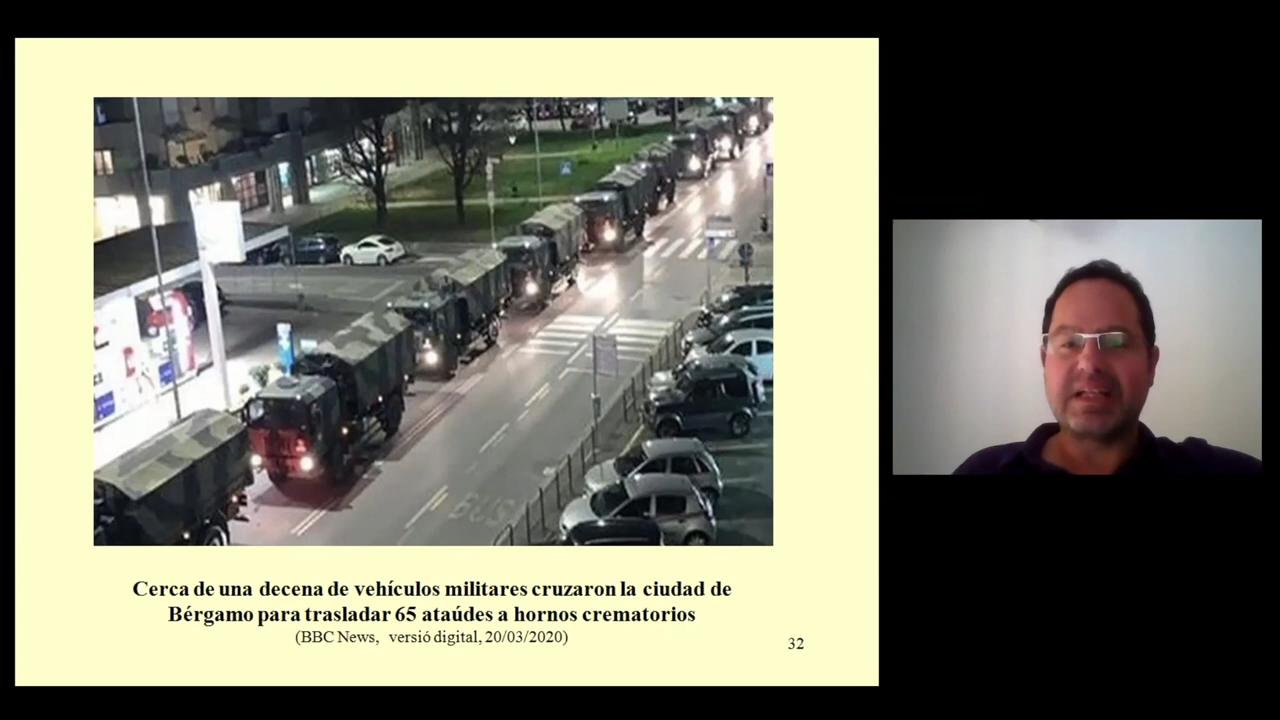 BUS
Cerca de una decena de vehículos militares cruzaron la ciudad de
Bérgamo para trasladar 65 ataúdes a hornos crematorios
(BBC News, versió digital, 20/03/2020)
32